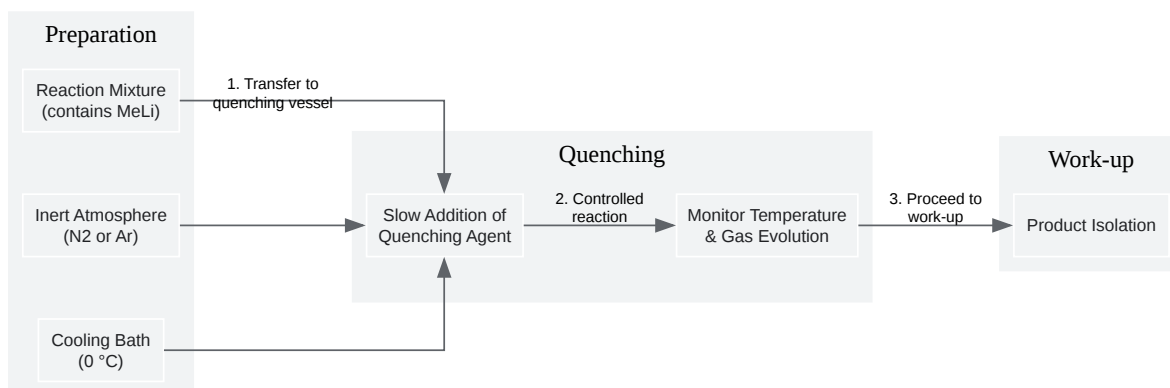 Preparation
Reaction Mixture
(contains MeLi)
1. Transfer to
quenching vessel
Inert Atmosphere
(N2 or Ar)
Cooling Bath
(0 °C)
Quenching
Slow Addition of
Quenching Agent
2. Controlled
reaction
Monitor Temperature
& Gas Evolution
3. Proceed to
work-up
Work-up
Product Isolation